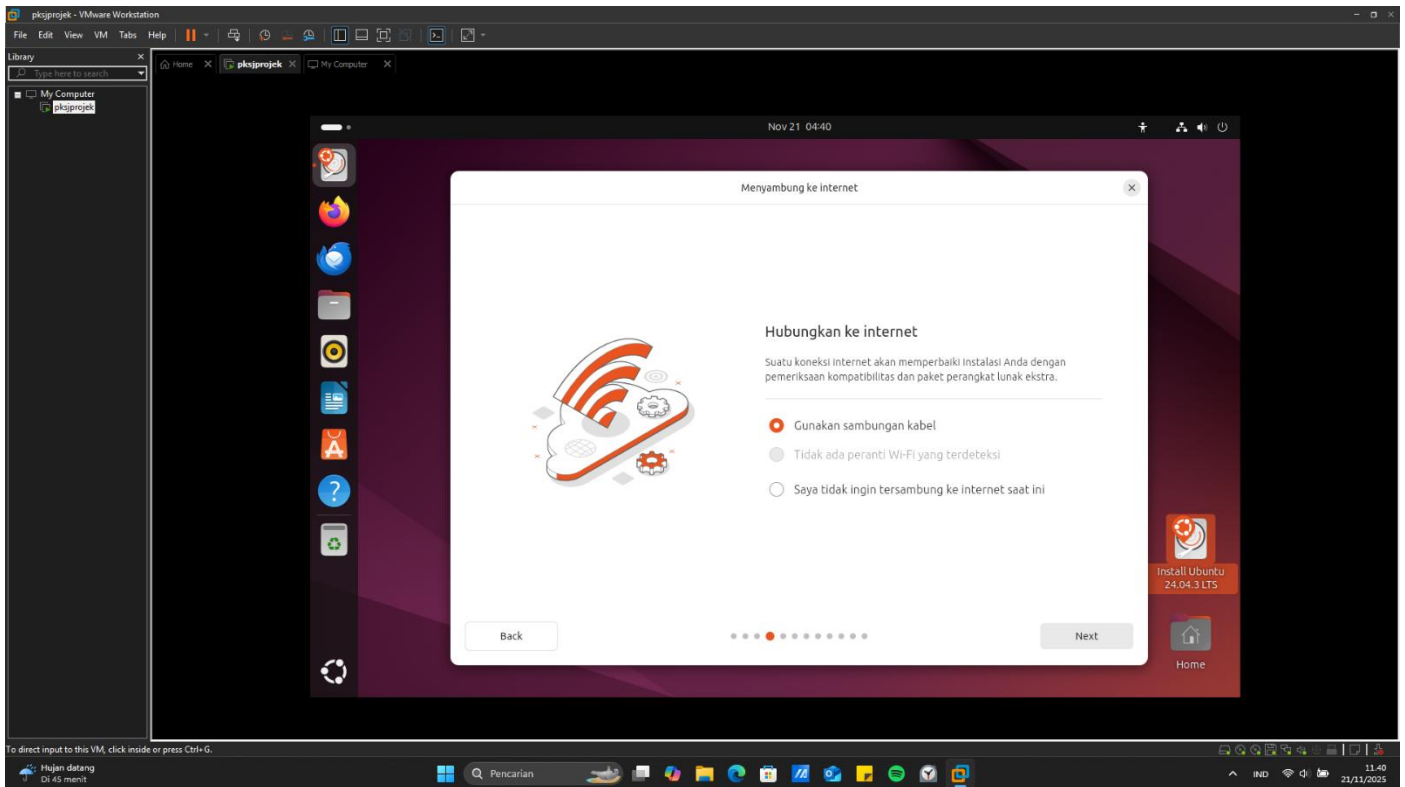 pksjprojek - VMware Workstation
File Edit View VM Tabs Help
Library
Type here to search
My Computer
pksjprojek
Home
pksjprojek
My Computer
Nov 21 04:40
Menyambung ke internet
Hubungkan ke internet
Suatu koneksi Internet akan memperbaiki Instalasi Anda dengan
pemeriksaan kompatibilitas dan paket perangkat lunak ekstra.
Gunakan sambungan kabel
Tidak ada peranti Wi-Fi yang terdeteksi
Saya tidak ingin tersambung ke internet saat ini
Back
Next
Install Ubuntu
24.04.3 LTS
Home
To direct input to this VM, click inside or press Ctrl+G.
Hujan datang
Di 45 menit
Pencarian
IND
11.40
21/11/2025